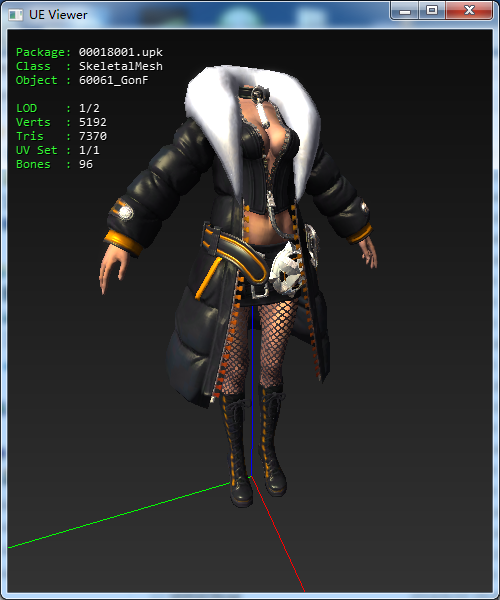 UE Viewer
Package: 00018001.upk
Class : SkeletalMesh
Object : 60061_GonF
LOD : 1/2
Verts : 5192
Tris : 7370
UV Set : 1/1
Bones : 96